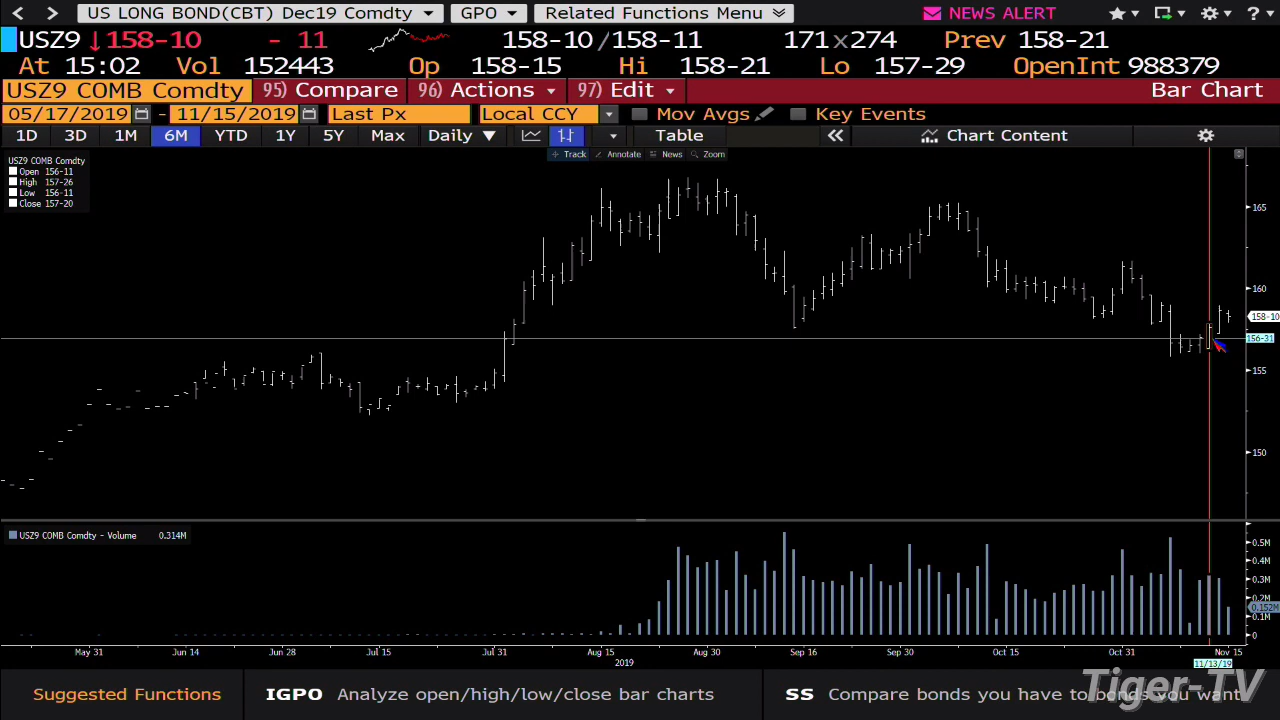 US LONG BOND(CBT) Dec19 Comdty GPO Related Functions Menu NEWS ALERT ?
USZ9 ↓158-10 - 11 158-10/158-11 171x274 Prev 158-21
At 15:02 Vol 152443 Op 158-15 Hi 158-21 Lo 157-29 OpenInt 988379
USZ9 COMB Comdty 95) Compare 96) Actions 97) Edit Bar Chart
05/17/2019 - 11/15/2019 Last Px Local CCY Mov Avgs Key Events
1D 3D 1M 6M YTD 1Y 5Y Max Daily ▼ Table « Chart Content
Track Annotate News Zoom
USZ9 COMB Comdty
Open 156-11
High 157-26
Low 156-11
Close 157-20
165
160
158-10
156-31
155
150
USZ9 COMB Comdty - Volume 0.314M
0.5M
0.4M
0.3M
0.2M
0.152M
0.1M
0
May 31 Jun 14 Jun 28 Jul 15 Jul 31 Aug 15 Aug 30 Sep 16 Sep 30 Oct 15 Oct 31 Nov 15
2019 11/13/19
Suggested Functions IGPO Analyze open/high/low/close bar charts SS Compare bonds you have to bonds you want
Tiger-TV